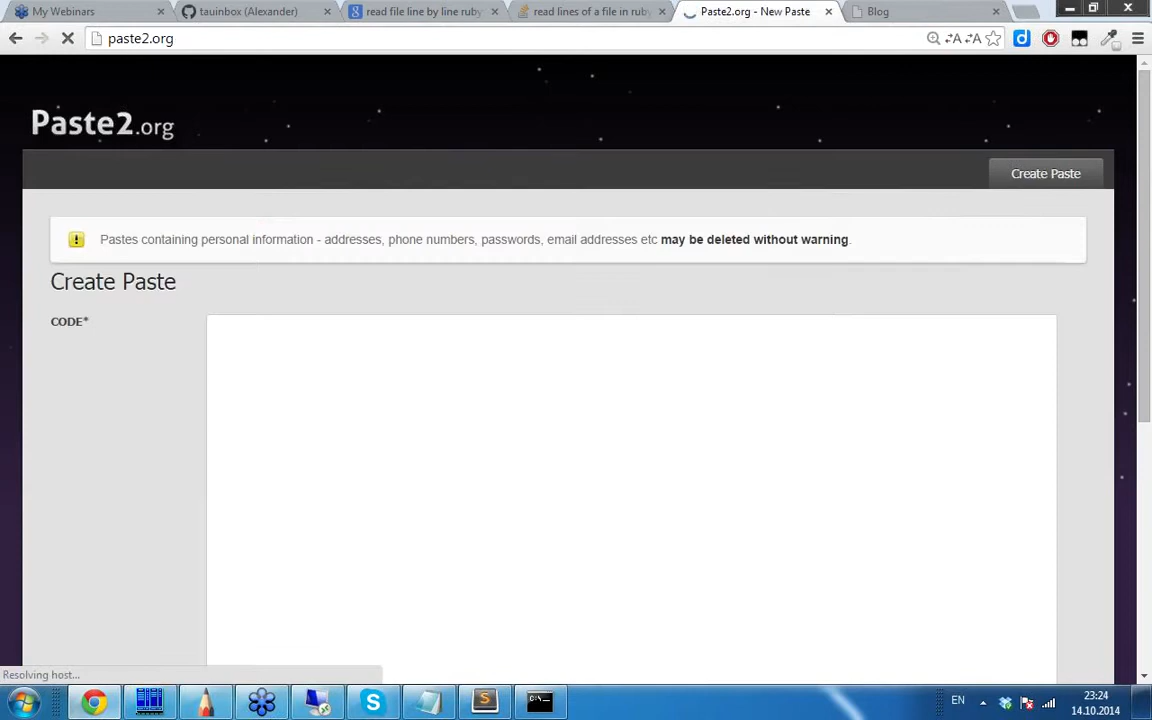 My Webinars
tauinbox (Alexander)
read file line by line ruby
read lines of a file in ruby
Paste2.org - New Paste
Blog
paste2.org
Paste2.org
Create Paste
Pastes containing personal information - addresses, phone numbers, passwords, email addresses etc may be deleted without warning.
Create Paste
CODE*
Resolving host...
EN
23:24
14.10.2014